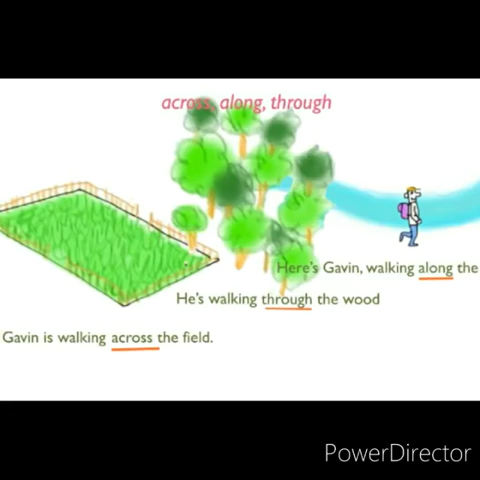 across, along, through
Here's Gavin, walking along the
He's walking through the wood
Gavin is walking across the field.
PowerDirector